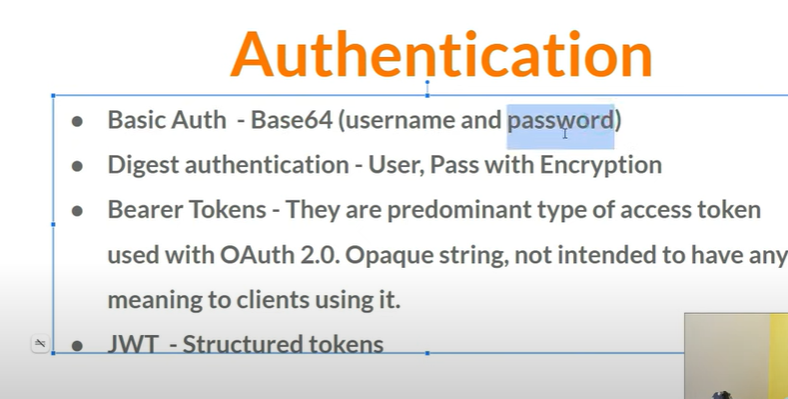 Authentication
● Basic Auth - Base64 (username and password)
● Digest authentication - User, Pass with Encryption
● Bearer Tokens - They are predominant type of access token
used with OAuth 2.0. Opaque string, not intended to have any
meaning to clients using it.
● JWT - Structured tokens